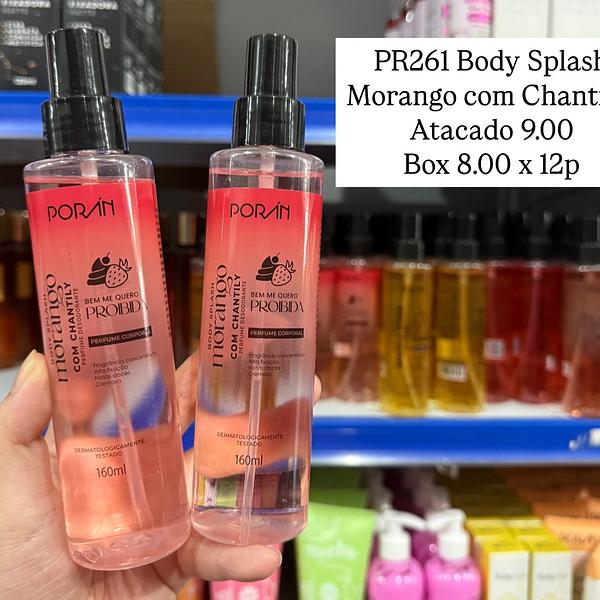 PR261 Body Splash
Morango com Chanti
Atacado 9.00
Box 8.00 x 12p
PORÁN
BODY SPLASH
morango
COM CHANTILY
PERFUME DESODORANTE
BEM ME QUERO
PROIBIDA
PERFUME CORPORAL
Fragrância concentrada
Alta fixação
Notas doces
Cremoso
DERMATOLOGICAMENTE
TESTADO
160ml
PORÁN
BODY SPLASH
morango
COM CHANTILY
PERFUME DESODORANTE
BEM ME QUERO
PROIBIDA
PERFUME CORPORAL
Fragrância concentrada
Alta fixação
Notas doces
Cremosa
DERMATOLOGICAMENTE
TESTADO
160ml